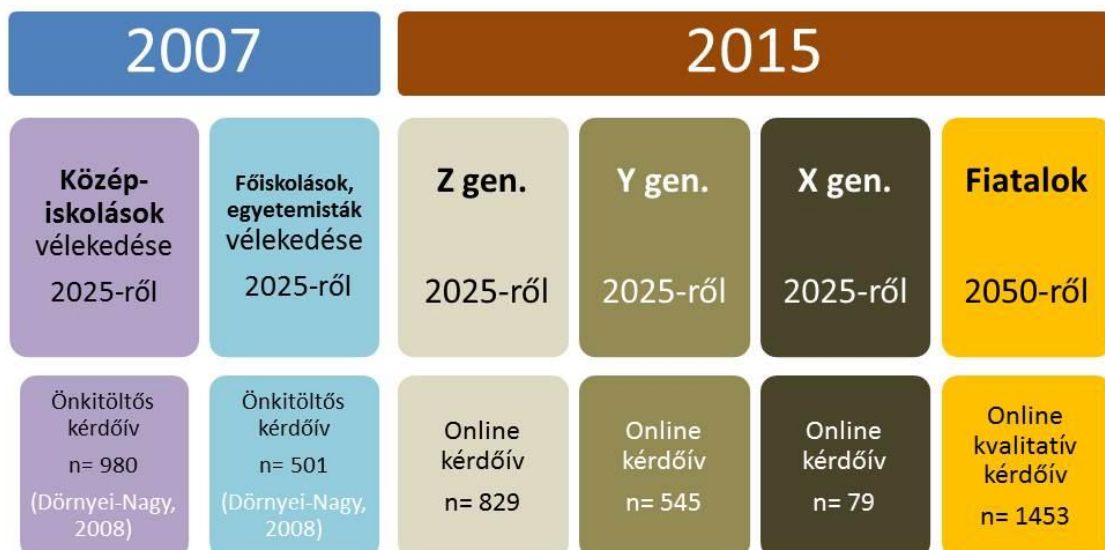 2007
2015
Közép-
iskolások
vélekedése
2025-ről
Főiskolások,
egyetemisták
vélekedése
2025-ről
Z gen.
2025-ről
Y gen.
2025-ről
X gen.
2025-ről
Fiatalok
2050-ről
Önkitöltős
kérdőív
n= 980
(Dörnyei-Nagy,
2008)
Önkitöltős
kérdőív
n= 501
(Dörnyei-Nagy,
2008)
Online
kérdőív
n= 829
Online
kérdőív
n= 545
Online
kérdőív
n= 79
Online
kvalitatív
kérdőív
n= 1453